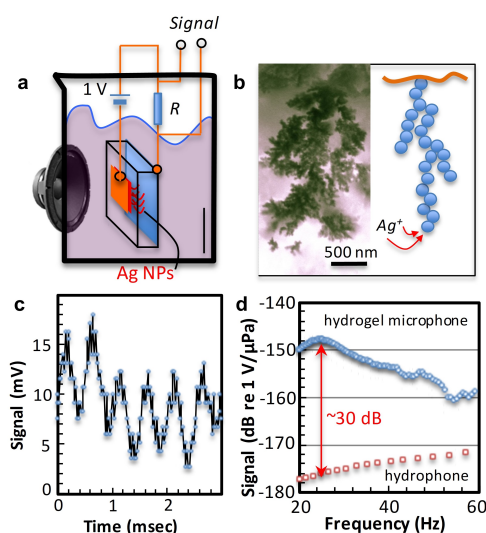 Signal
a
1 V
R
Ag NPs
b
Ag+
500 nm
c
Signal (mV)
15
10
5
0
0
1
2
Time (msec)
d
Signal (dB re 1 V/μPa)
-140
-150
-160
-170
-180
hydrogel microphone
~30 dB
hydrophone
20
40
60
Frequency (Hz)